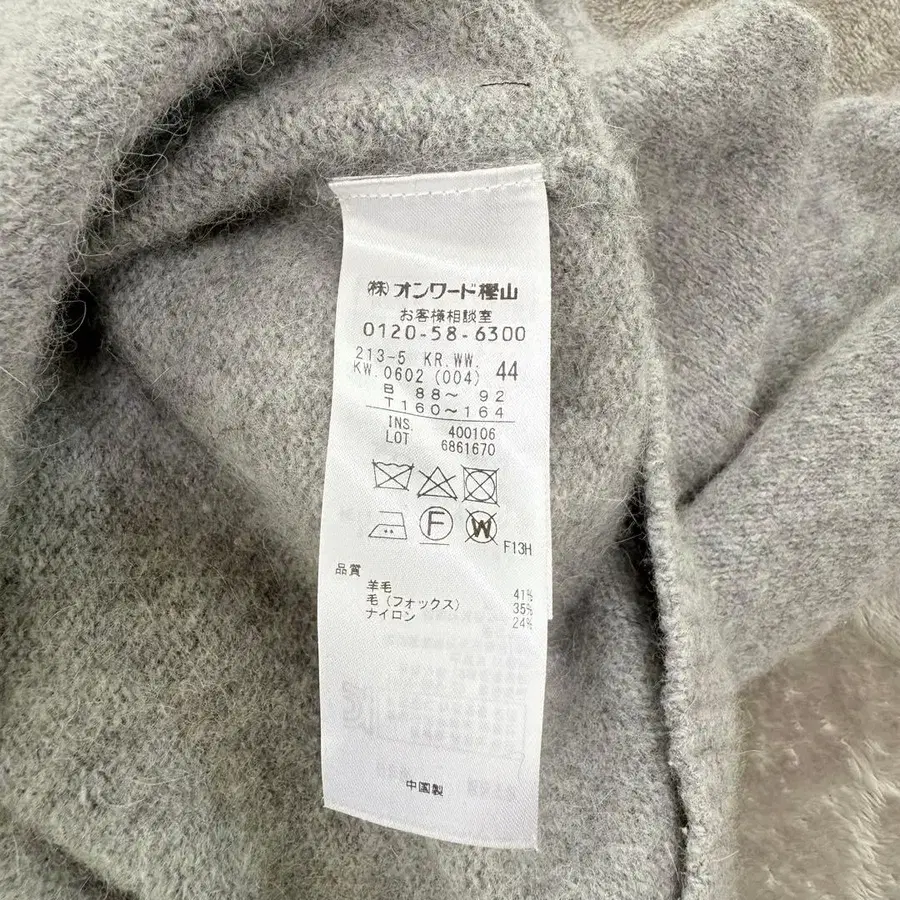 (株)オンワード樫山
お客様相談室
0120-58-6300
213-5 KR.WW. 44
KW.0602 (004)
B 88～ 92
T160～164
INS. 400106
LOT 6861670
F
W
F13H
品質
羊毛 41%
毛(フォックス) 35%
ナイロン 24%
中国製